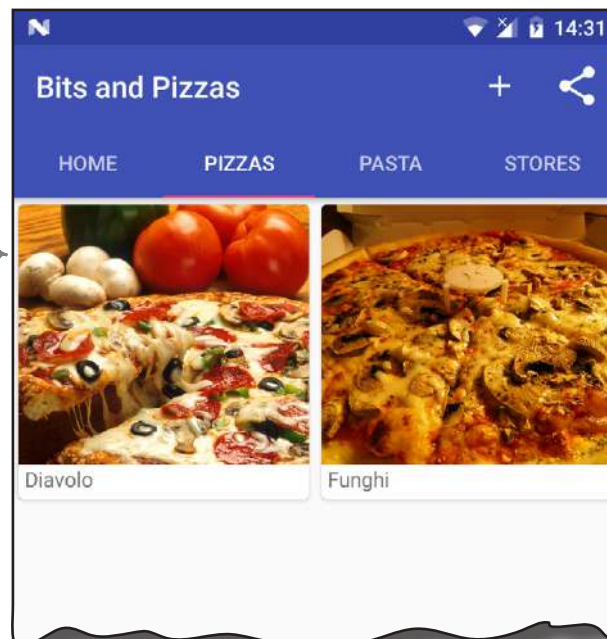 14:31
Bits and Pizzas
HOME PIZZAS PASTA STORES
Diavolo Funghi